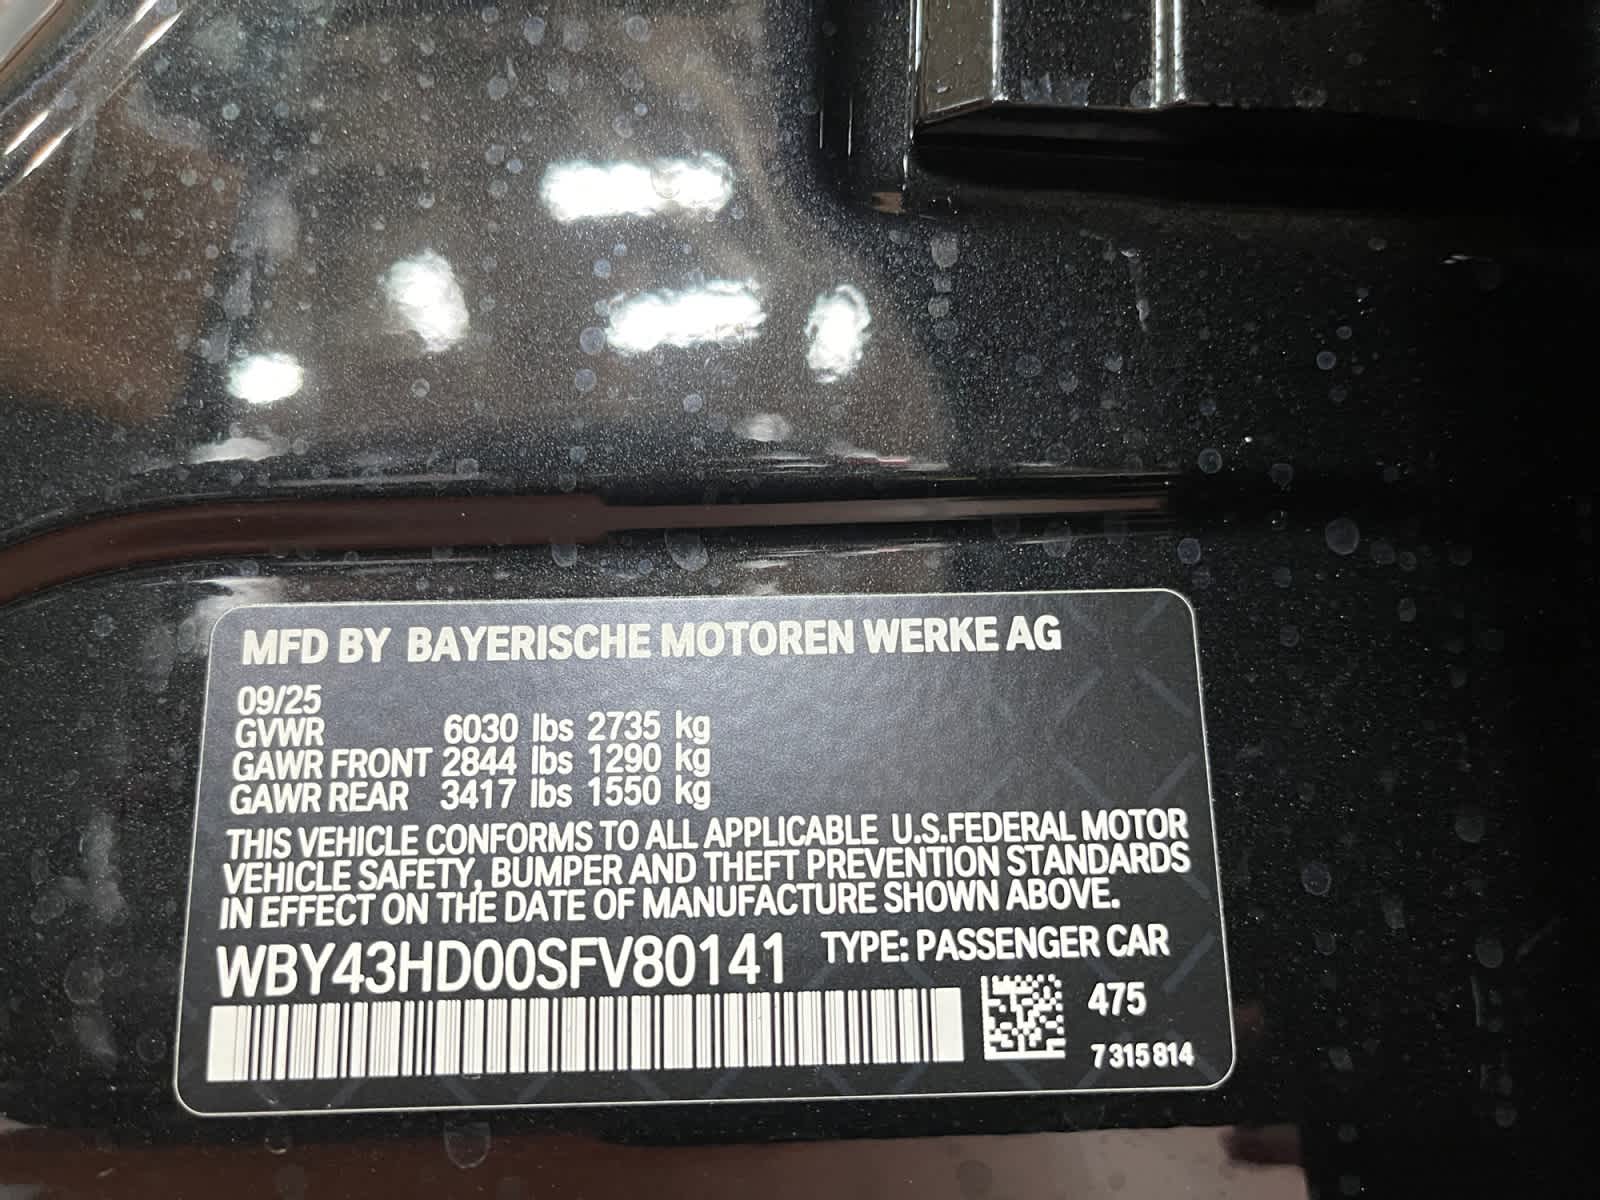 MFD BY BAYERISCHE MOTOREN WERKE AG
09/25
GVWR 6030 lbs 2735 kg
GAWR FRONT 2844 lbs 1290 kg
GAWR REAR 3417 lbs 1550 kg
THIS VEHICLE CONFORMS TO ALL APPLICABLE U.S.FEDERAL MOTOR
VEHICLE SAFETY, BUMPER AND THEFT PREVENTION STANDARDS
IN EFFECT ON THE DATE OF MANUFACTURE SHOWN ABOVE.
WBY43HD00SFV80141 TYPE: PASSENGER CAR
475
7 315 814